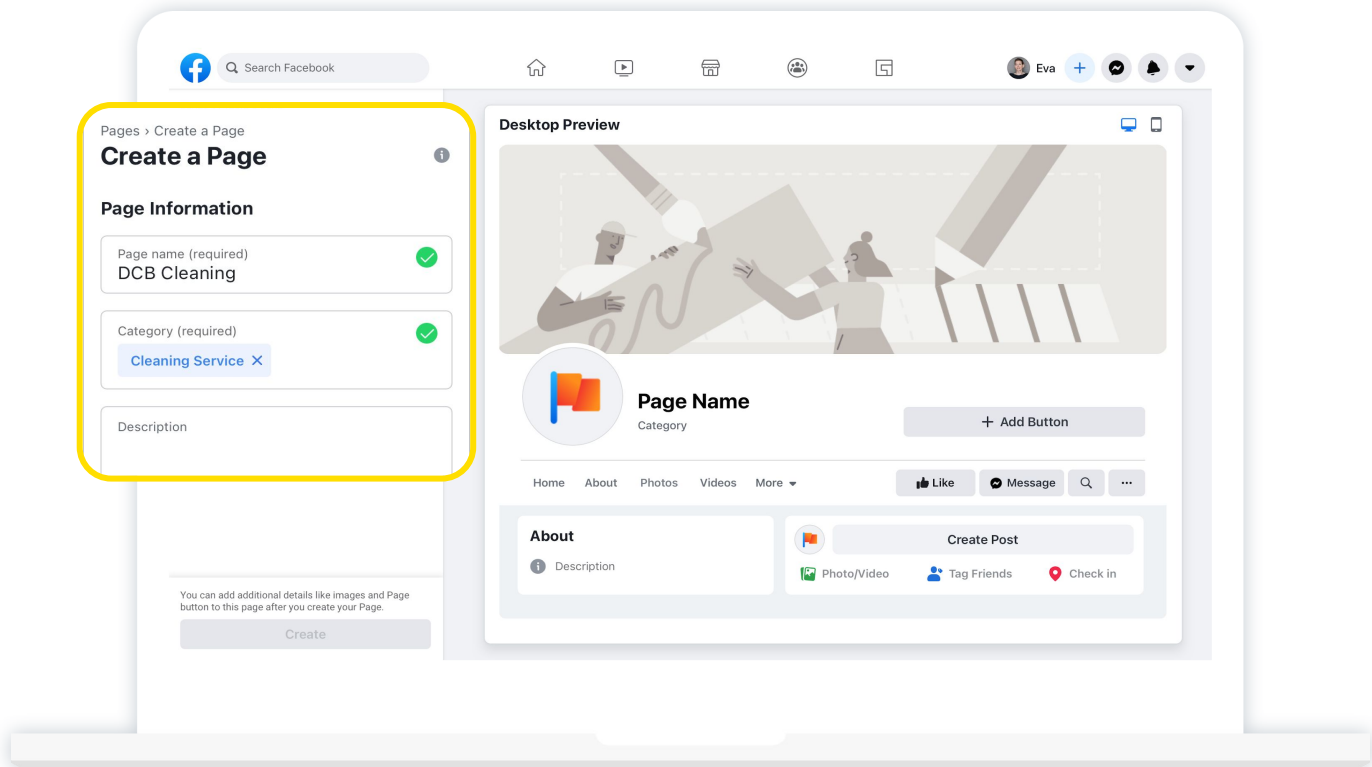 Search Facebook
Eva
Pages › Create a Page
Create a Page
Page Information
Page name (required)
DCB Cleaning
Category (required)
Cleaning Service
Description
You can add additional details like images and Page
button to this page after you create your Page.
Create
Desktop Preview
Page Name
Category
+ Add Button
Home About Photos Videos More
Like Message ...
About
Description
Create Post
Photo/Video Tag Friends Check in